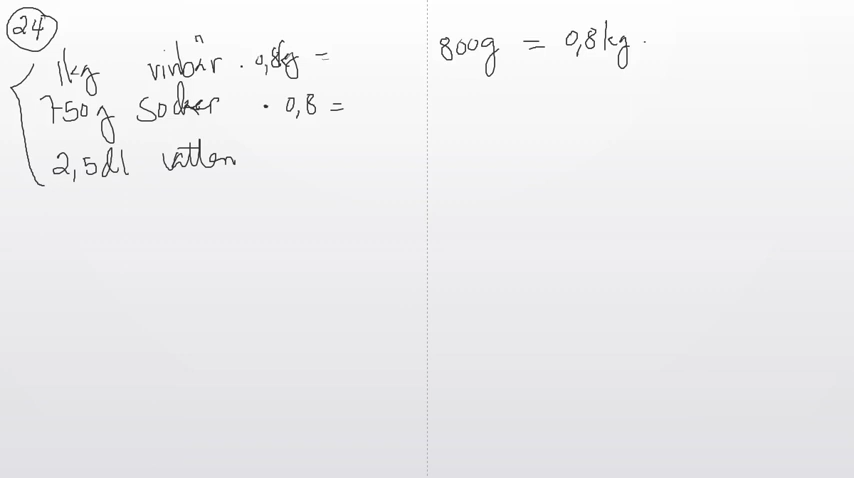 24
1kg vinbär · 0,8kg =
750g Socker · 0,8 =
2,5dl vatten
800g = 0,8kg.